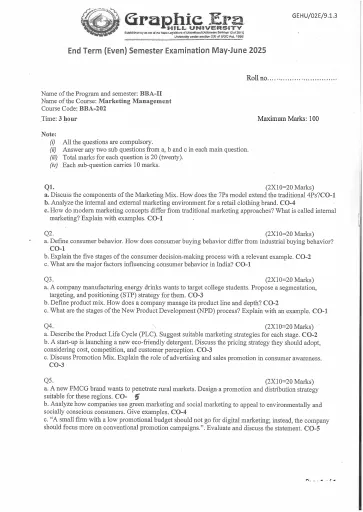 GEHU/02E/9.1.3
Graphic Era
HILL UNIVERSITY
End Term (Even) Semester Examination May-June 2025
Roll no..............................
Name of the Program and semester: BBA-II
Name of the Course: Marketing Management
Course Code: BBA-202
Time: 3 hour Maximum Marks: 100
Note:
(i) All the questions are compulsory.
(ii) Answer any two sub questions from a, b and c in each main question.
(iii) Total marks for each question is 20 (twenty).
(iv) Each sub-question carries 10 marks.
Q1. (2X10=20 Marks)
a. Discuss the components of the Marketing Mix. How does the 7Ps model extend the traditional 4Ps?CO-1
b. Analyze the internal and external marketing environment for a retail clothing brand. CO-4
c. How do modern marketing concepts differ from traditional marketing approaches? What is called internal
marketing? Explain with examples. CO-1
Q2. (2X10=20 Marks)
a. Define consumer behavior. How does consumer buying behavior differ from industrial buying behavior?
CO-1
b. Explain the five stages of the consumer decision-making process with a relevant example. CO-2
c. What are the major factors influencing consumer behavior in India? CO-1
Q3. (2X10=20 Marks)
a. A company manufacturing energy drinks wants to target college students. Propose a segmentation,
targeting, and positioning (STP) strategy for them. CO-3
b. Define product mix. How does a company manage its product line and depth? CO-2
c. What are the stages of the New Product Development (NPD) process? Explain with an example. CO-1
Q4. (2X10=20 Marks)
a. Describe the Product Life Cycle (PLC). Suggest suitable marketing strategies for each stage. CO-2
b. A start-up is launching a new eco-friendly detergent. Discuss the pricing strategy they should adopt,
considering cost, competition, and customer perception. CO-3
c. Discuss Promotion Mix. Explain the role of advertising and sales promotion in consumer awareness.
CO-3
Q5. (2X10=20 Marks)
a. A new FMCG brand wants to penetrate rural markets. Design a promotion and distribution strategy
suitable for these regions. CO- 5
b. Analyze how companies use green marketing and social marketing to appeal to environmentally and
socially conscious consumers. Give examples. CO-4
c. "A small firm with a low promotional budget should not go for digital marketing; instead, the company
should focus more on conventional promotion campaigns.". Evaluate and discuss the statement. CO-5